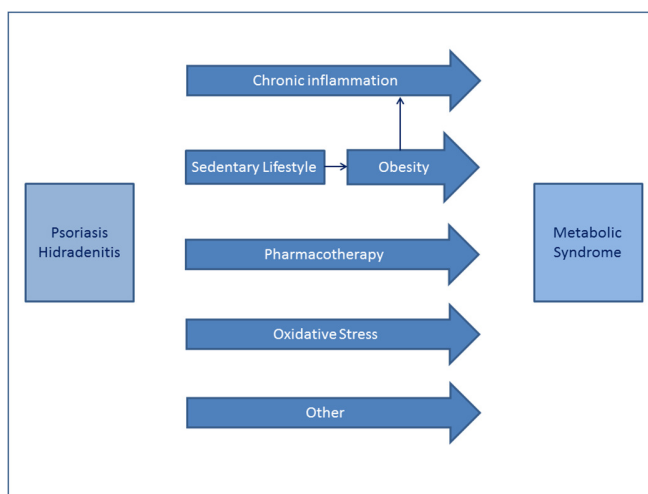 Chronic inflammation
Sedentary Lifestyle
Obesity
Psoriasis
Hidradenitis
Metabolic
Syndrome
Pharmacotherapy
Oxidative Stress
Other